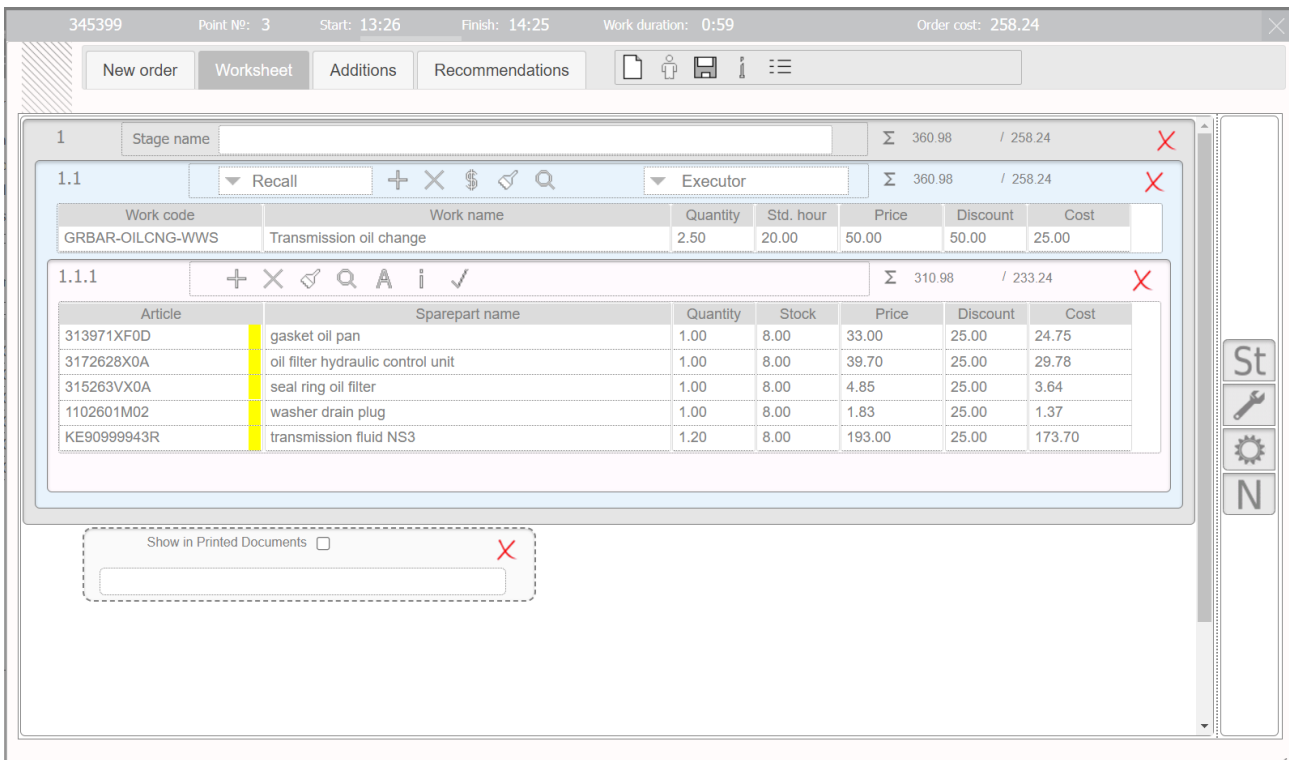 345399 Point Nº: 3 Start: 13:26 Finish: 14:25 Work duration: 0:59 Order cost: 258.24
New order Worksheet Additions Recommendations
1 Stage name Σ 360.98 / 258.24
1.1 Recall Executor Σ 360.98 / 258.24
Work code Work name Quantity Std. hour Price Discount Cost
GRBAR-OILCNG-WWS Transmission oil change 2.50 20.00 50.00 50.00 25.00
1.1.1 A i Σ 310.98 / 233.24
Article Sparepart name Quantity Stock Price Discount Cost
313971XF0D gasket oil pan 1.00 8.00 33.00 25.00 24.75
3172628X0A oil filter hydraulic control unit 1.00 8.00 39.70 25.00 29.78
315263VX0A seal ring oil filter 1.00 8.00 4.85 25.00 3.64
1102601M02 washer drain plug 1.00 8.00 1.83 25.00 1.37
KE90999943R transmission fluid NS3 1.20 8.00 193.00 25.00 173.70
St
N
Show in Printed Documents